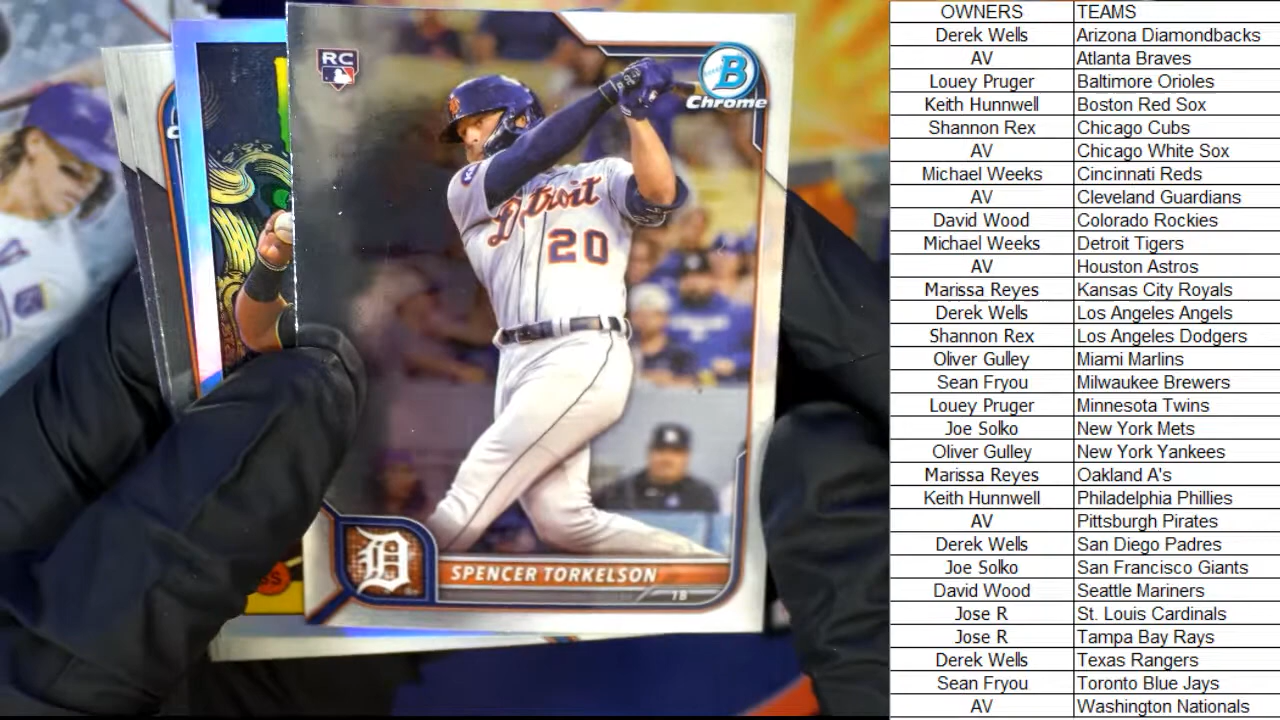 RC
B
Chrome
Detroit
20
D
SPENCER TORKELSON
1B
OWNERS TEAMS
Derek Wells Arizona Diamondbacks
AV Atlanta Braves
Louey Pruger Baltimore Orioles
Keith Hunnwell Boston Red Sox
Shannon Rex Chicago Cubs
AV Chicago White Sox
Michael Weeks Cincinnati Reds
AV Cleveland Guardians
David Wood Colorado Rockies
Michael Weeks Detroit Tigers
AV Houston Astros
Marissa Reyes Kansas City Royals
Derek Wells Los Angeles Angels
Shannon Rex Los Angeles Dodgers
Oliver Gulley Miami Marlins
Sean Fryou Milwaukee Brewers
Louey Pruger Minnesota Twins
Joe Solko New York Mets
Oliver Gulley New York Yankees
Marissa Reyes Oakland A's
Keith Hunnwell Philadelphia Phillies
AV Pittsburgh Pirates
Derek Wells San Diego Padres
Joe Solko San Francisco Giants
David Wood Seattle Mariners
Jose R St. Louis Cardinals
Jose R Tampa Bay Rays
Derek Wells Texas Rangers
Sean Fryou Toronto Blue Jays
AV Washington Nationals